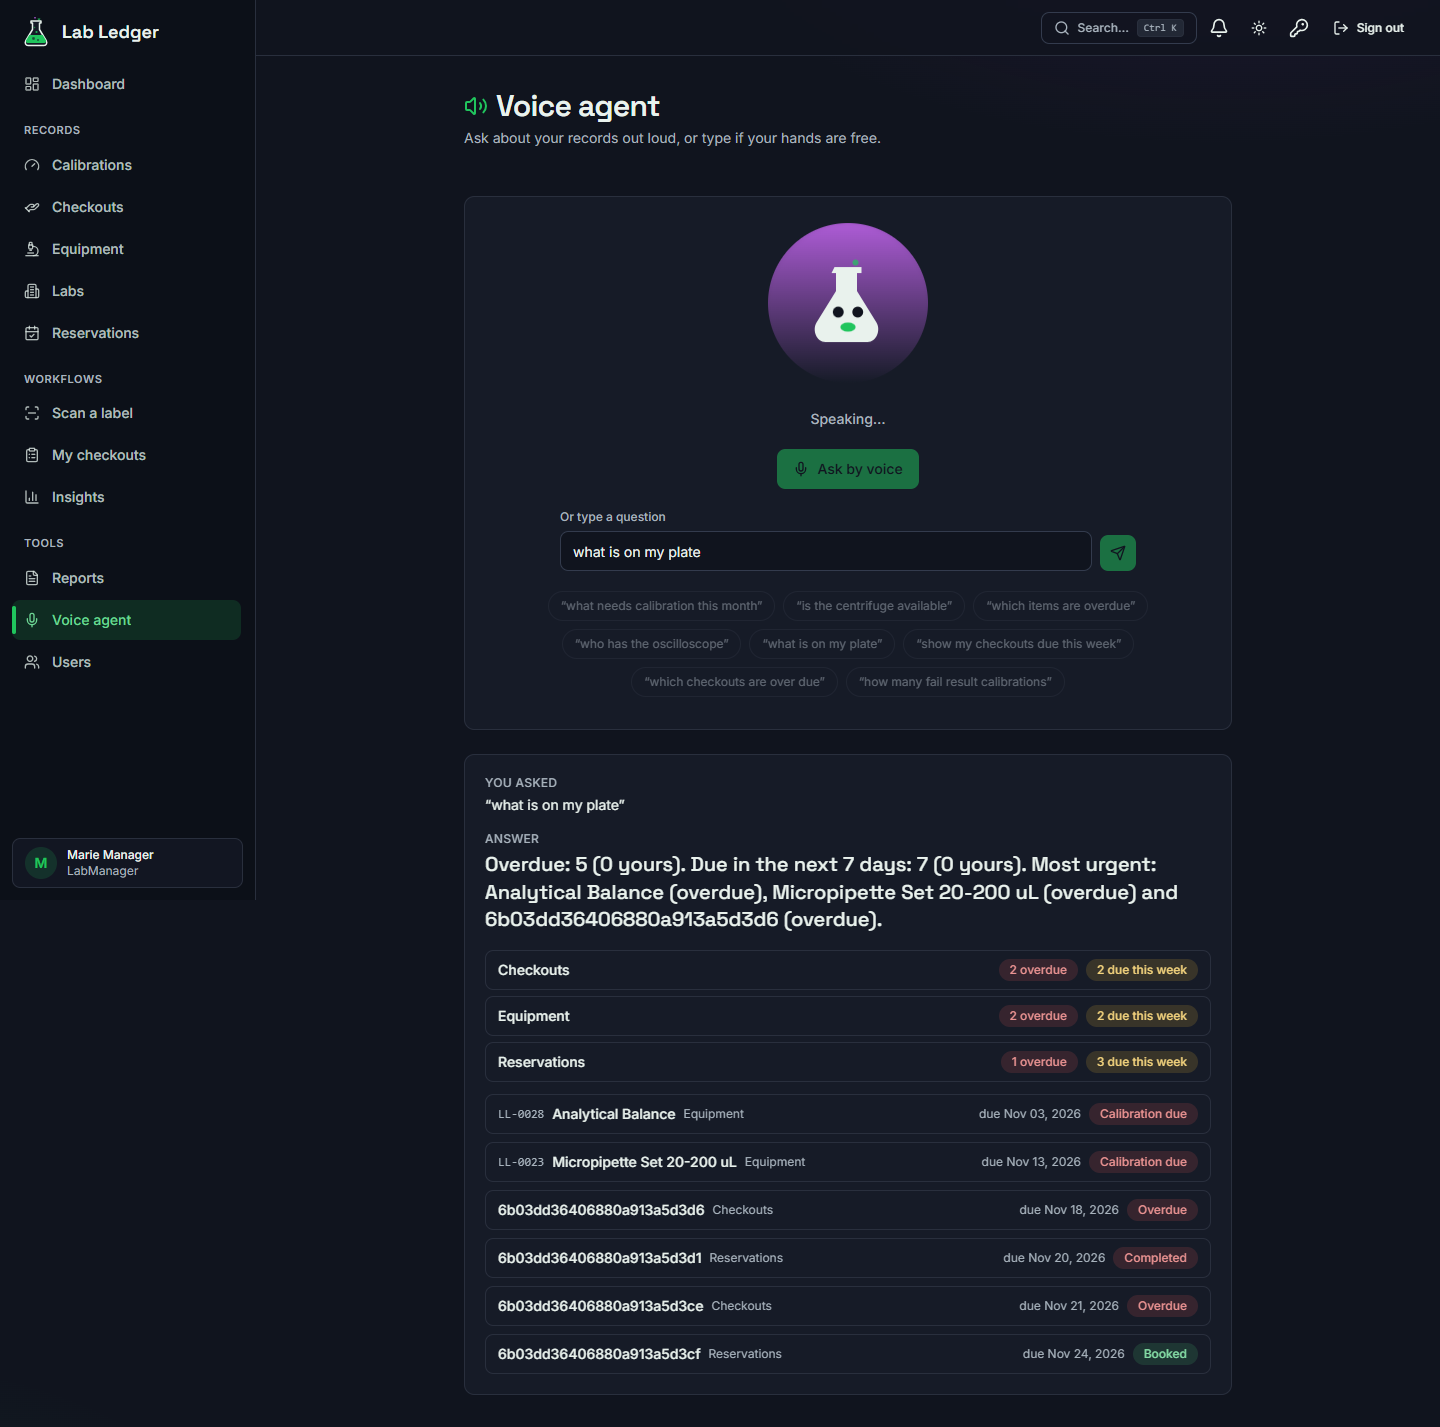 Lab Ledger
Search...
Ctrl K
Sign out
Dashboard
RECORDS
Calibrations
Checkouts
Equipment
Labs
Reservations
WORKFLOWS
Scan a label
My checkouts
Insights
TOOLS
Reports
Voice agent
Users
M
Marie Manager
LabManager
Voice agent
Ask about your records out loud, or type if your hands are free.
Speaking...
Ask by voice
Or type a question
what is on my plate
“what needs calibration this month”
“is the centrifuge available”
“which items are overdue”
“who has the oscilloscope”
“what is on my plate”
“show my checkouts due this week”
“which checkouts are over due”
“how many fail result calibrations”
YOU ASKED
“what is on my plate”
ANSWER
Overdue: 5 (0 yours). Due in the next 7 days: 7 (0 yours). Most urgent:
Analytical Balance (overdue), Micropipette Set 20-200 uL (overdue) and
6b03dd36406880a913a5d3d6 (overdue).
Checkouts 2 overdue 2 due this week
Equipment 2 overdue 2 due this week
Reservations 1 overdue 3 due this week
LL-0028 Analytical Balance Equipment due Nov 03, 2026 Calibration due
LL-0023 Micropipette Set 20-200 uL Equipment due Nov 13, 2026 Calibration due
6b03dd36406880a913a5d3d6 Checkouts due Nov 18, 2026 Overdue
6b03dd36406880a913a5d3d1 Reservations due Nov 20, 2026 Completed
6b03dd36406880a913a5d3ce Checkouts due Nov 21, 2026 Overdue
6b03dd36406880a913a5d3cf Reservations due Nov 24, 2026 Booked